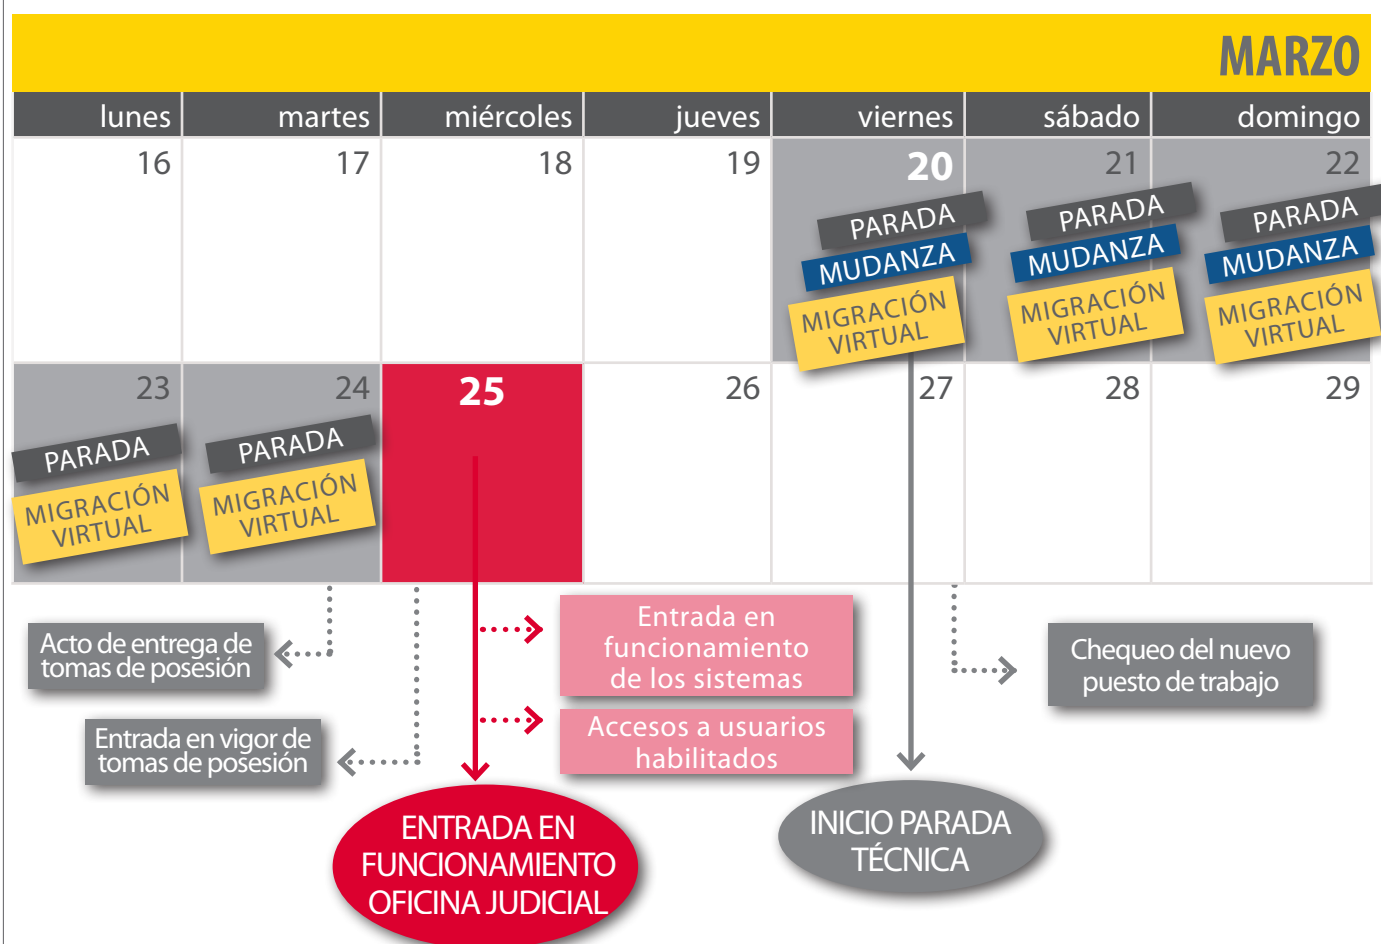 MARZO
lunes martes miércoles jueves viernes sábado domingo
16 17 18 19 20 21 22
PARADA PARADA PARADA
MUDANZA MUDANZA MUDANZA
MIGRACIÓN MIGRACIÓN MIGRACIÓN
VIRTUAL VIRTUAL VIRTUAL
23 24 25 26 27 28 29
PARADA PARADA
MIGRACIÓN MIGRACIÓN
VIRTUAL VIRTUAL
Acto de entrega de
tomas de posesión
Entrada en
funcionamiento
de los sistemas
Chequeo del nuevo
puesto de trabajo
Entrada en vigor de
tomas de posesión
Accesos a usuarios
habilitados
ENTRADA EN
FUNCIONAMIENTO
OFICINA JUDICIAL
INICIO PARADA
TÉCNICA